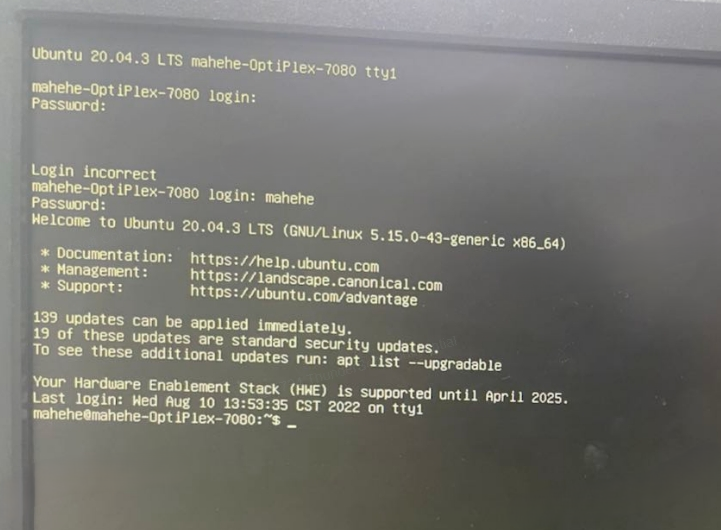 Ubuntu 20.04.3 LTS mahehe-OptiPlex-7080 tty1
mahehe-OptiPlex-7080 login:
Password:
Login incorrect
mahehe-OptiPlex-7080 login: mahehe
Password:
Welcome to Ubuntu 20.04.3 LTS (GNU/Linux 5.15.0-43-generic x86_64)
* Documentation: https://help.ubuntu.com
* Management: https://landscape.canonical.com
* Support: https://ubuntu.com/advantage
139 updates can be applied immediately.
19 of these updates are standard security updates.
To see these additional updates run: apt list --upgradable
Your Hardware Enablement Stack (HWE) is supported until April 2025.
Last login: Wed Aug 10 13:53:35 CST 2022 on tty1
mahehe@mahehe-OptiPlex-7080:~$ _